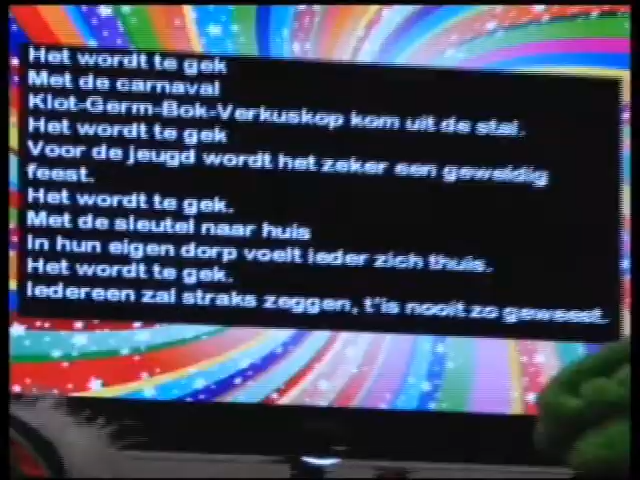 Het wordt te gek
Met de carnaval
Klot-Germ-Bok-Verkuskop kom uit de stal.
Het wordt te gek
Voor de jeugd wordt het zeker een geweldig
feest.
Het wordt te gek.
Met de sleutel naar huis
In hun eigen dorp voelt ieder zich thuis.
Het wordt te gek.
Iedereen zal straks zeggen, t'is nooit zo geweest.